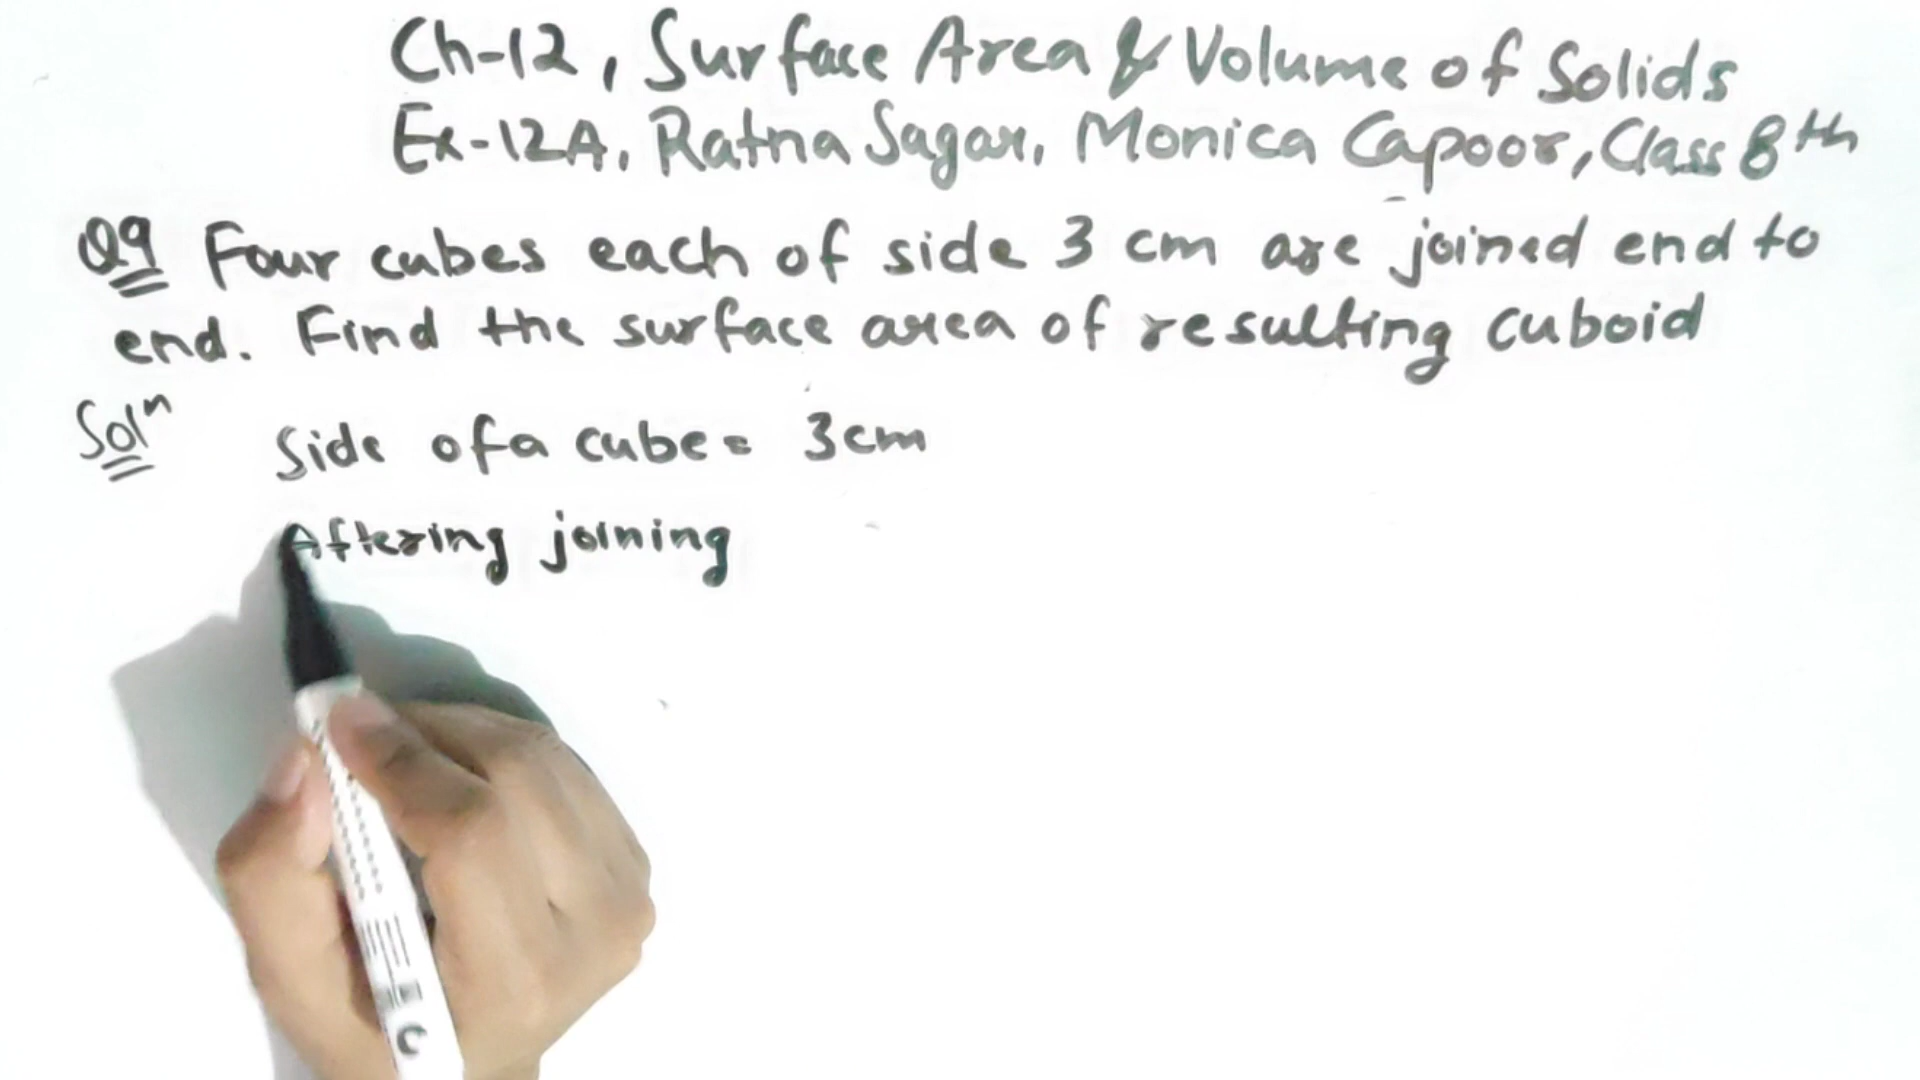 Ch-12, Surface Area & Volume of Solids
Ex-12A, Ratna Sagar, Monica Capoor, Class 8th
Q9 Four cubes each of side 3 cm are joined end to
end. Find the surface area of resulting cuboid
Solⁿ Side of a cube = 3cm
Aftering joining